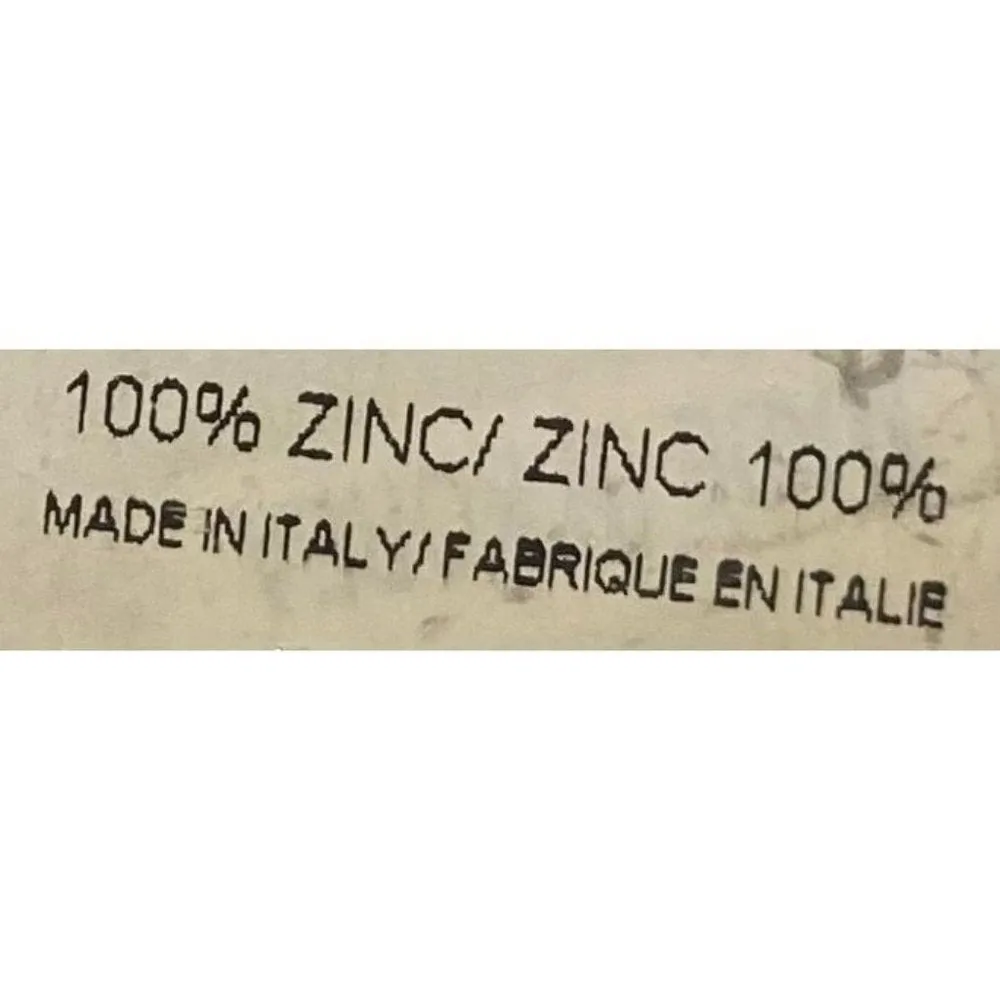 100% ZINC/ ZINC 100%
MADE IN ITALY/ FABRIQUE EN ITALIE